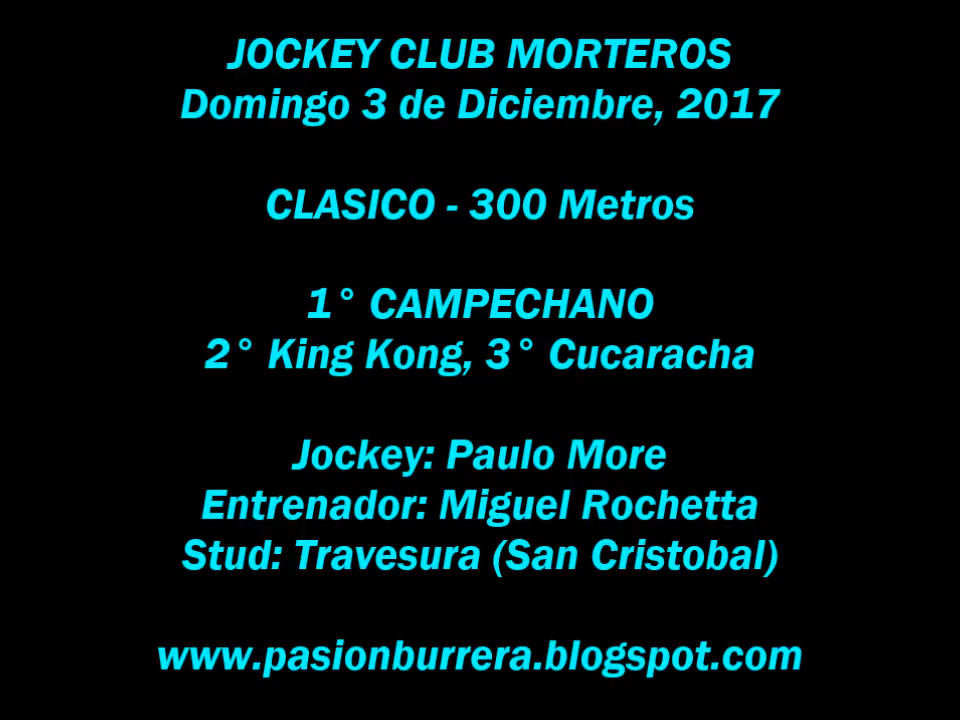 JOCKEY CLUB MORTEROS
Domingo 3 de Diciembre, 2017
CLASICO - 300 Metros
1° CAMPECHANO
2° King Kong, 3° Cucaracha
Jockey: Paulo More
Entrenador: Miguel Rochetta
Stud: Travesura (San Cristobal)
www.pasionburrera.blogspot.com